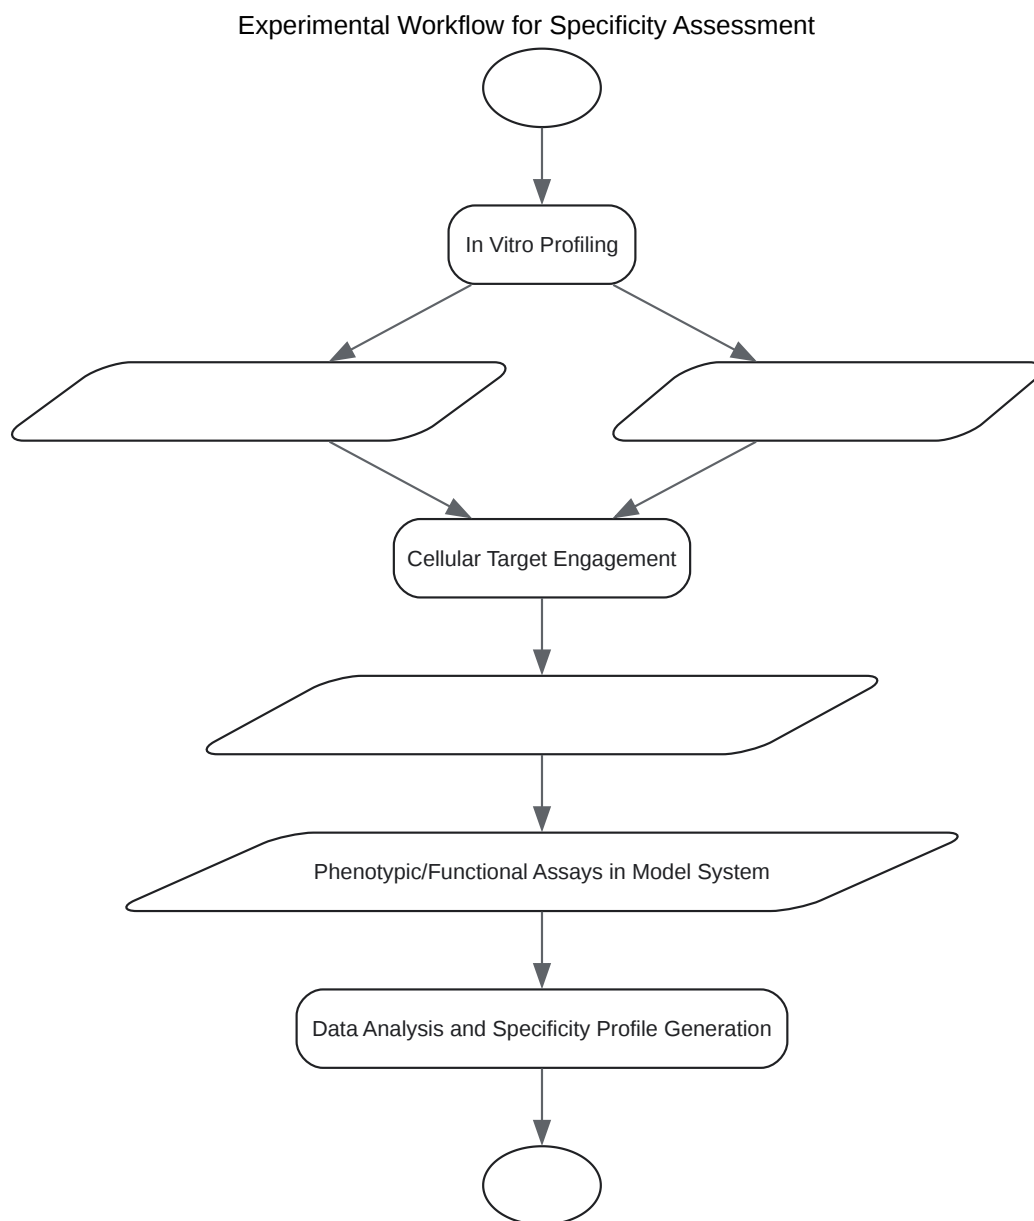 Experimental Workflow for Specificity Assessment
In Vitro Profiling
Cellular Target Engagement
Phenotypic/Functional Assays in Model System
Data Analysis and Specificity Profile Generation